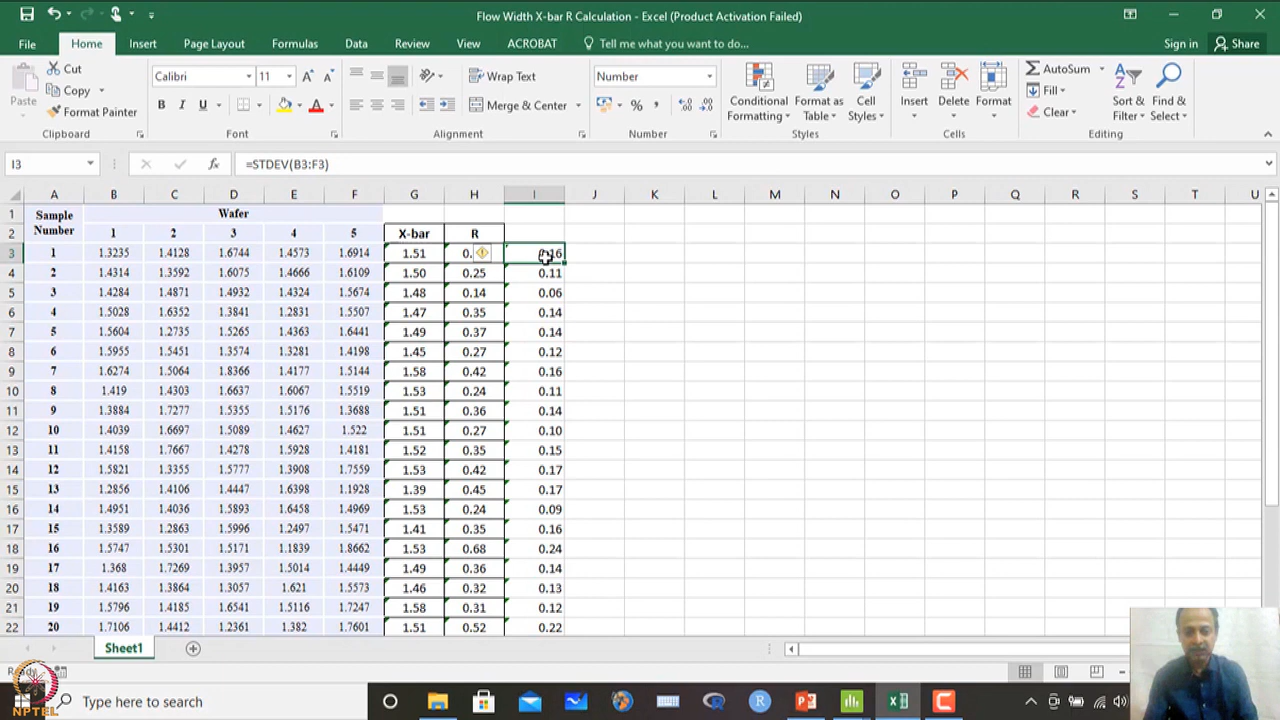 Flow Width X-bar R Calculation - Excel (Product Activation Failed)
File Home Insert Page Layout Formulas Data Review View ACROBAT Tell me what you want to do... Sign in Share
Cut
Copy
Format Painter
Paste
Calibri 11
B I U
Wrap Text
Merge & Center
Number
Conditional Formatting
Format as Table
Cell Styles
Insert
Delete
Format
AutoSum
Fill
Clear
Sort & Filter
Find & Select
Clipboard Font Alignment Number Styles Cells Editing
I3 fx =STDEV(B3:F3)
A B C D E F G H I J K L M N O P Q R S T U
1 Sample Number Wafer
2 1 2 3 4 5 X-bar R
3 1 1.3235 1.4128 1.6744 1.4573 1.6914 1.51 0.
4 2 1.4314 1.3592 1.6075 1.4666 1.6109 1.50 0.25 0.11
5 3 1.4284 1.4871 1.4932 1.4324 1.5674 1.48 0.14 0.06
6 4 1.5028 1.6352 1.3841 1.2831 1.5507 1.47 0.35 0.14
7 5 1.5604 1.2735 1.5265 1.4363 1.6441 1.49 0.37 0.14
8 6 1.5955 1.5451 1.3574 1.3281 1.4198 1.45 0.27 0.12
9 7 1.6274 1.5064 1.8366 1.4177 1.5144 1.58 0.42 0.16
10 8 1.419 1.4303 1.6637 1.6067 1.5519 1.53 0.24 0.11
11 9 1.3884 1.7277 1.5355 1.5176 1.3688 1.51 0.36 0.14
12 10 1.4039 1.6697 1.5089 1.4627 1.522 1.51 0.27 0.10
13 11 1.4158 1.7667 1.4278 1.5928 1.4181 1.52 0.35 0.15
14 12 1.5821 1.3355 1.5777 1.3908 1.7559 1.53 0.42 0.17
15 13 1.2856 1.4106 1.4447 1.6398 1.1928 1.39 0.45 0.17
16 14 1.4951 1.4036 1.5893 1.6458 1.4969 1.53 0.24 0.09
17 15 1.3589 1.2863 1.5996 1.2497 1.5471 1.41 0.35 0.16
18 16 1.5747 1.5301 1.5171 1.1839 1.8662 1.53 0.68 0.24
19 17 1.368 1.7269 1.3957 1.5014 1.4449 1.49 0.36 0.14
20 18 1.4163 1.3864 1.3057 1.621 1.5573 1.46 0.32 0.13
21 19 1.5796 1.4185 1.6541 1.5116 1.7247 1.58 0.31 0.12
22 20 1.7106 1.4412 1.2361 1.382 1.7601 1.51 0.52 0.22
Sheet1
NPTEL
Type here to search